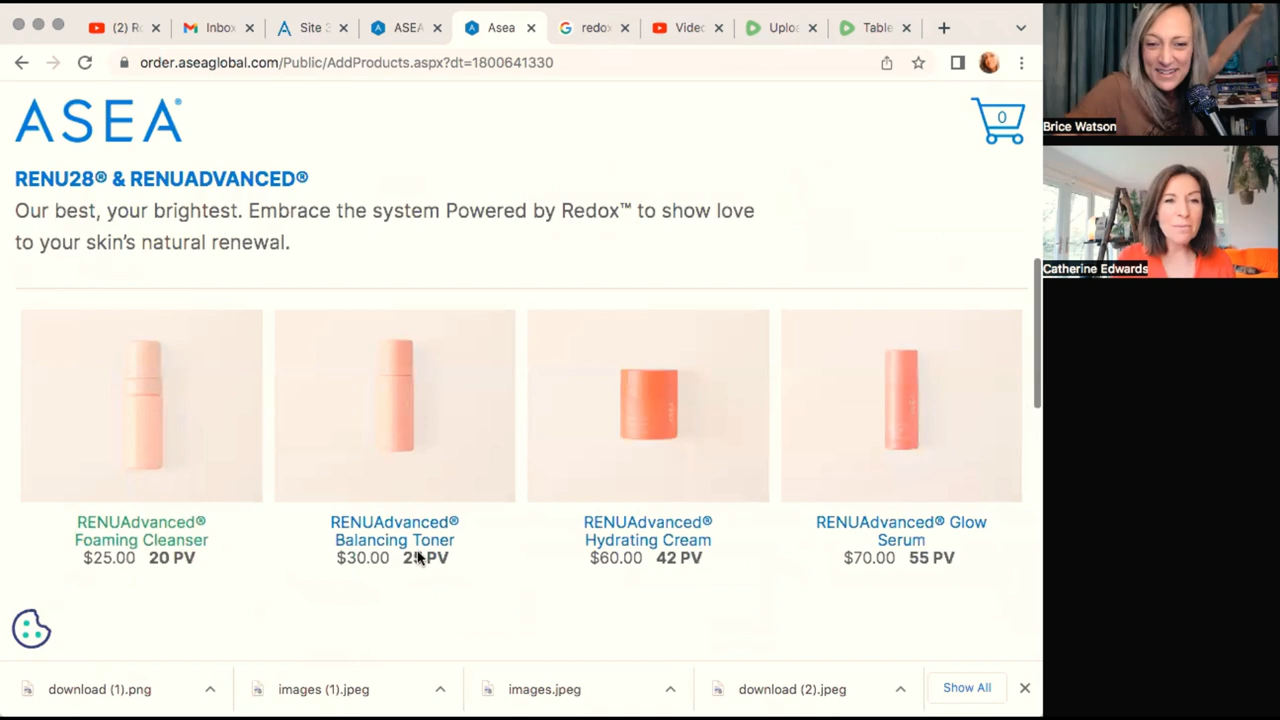 (2) R
Inbox
Site
ASEA
Asea
redox
Vide
Uplo
Table
order.aseaglobal.com/Public/AddProducts.aspx?dt=1800641330
ASEA®
0
RENU28® & RENUADVANCED®
Our best, your brightest. Embrace the system Powered by Redox™ to show love
to your skin's natural renewal.
RENUAdvanced®
Foaming Cleanser
$25.00 20 PV
RENUAdvanced®
Balancing Toner
$30.00 PV
RENUAdvanced®
Hydrating Cream
$60.00 42 PV
RENUAdvanced® Glow
Serum
$70.00 55 PV
download (1).png
images (1).jpeg
images.jpeg
download (2).jpeg
Show All
Brice Watson
Catherine Edwards